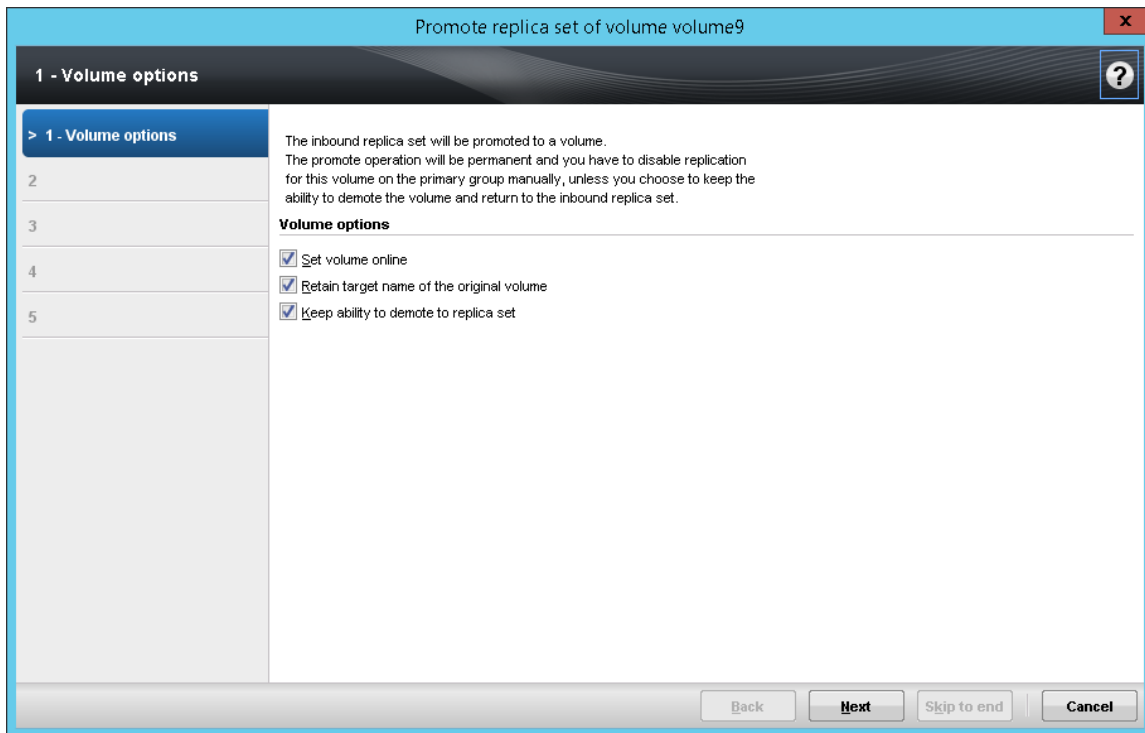 Promote replica set of volume volume9
x
1 - Volume options
?
> 1 - Volume options
2
3
4
5
The inbound replica set will be promoted to a volume.
The promote operation will be permanent and you have to disable replication
for this volume on the primary group manually, unless you choose to keep the
ability to demote the volume and return to the inbound replica set.
Volume options
Set volume online
Retain target name of the original volume
Keep ability to demote to replica set
Back
Next
Skip to end
Cancel